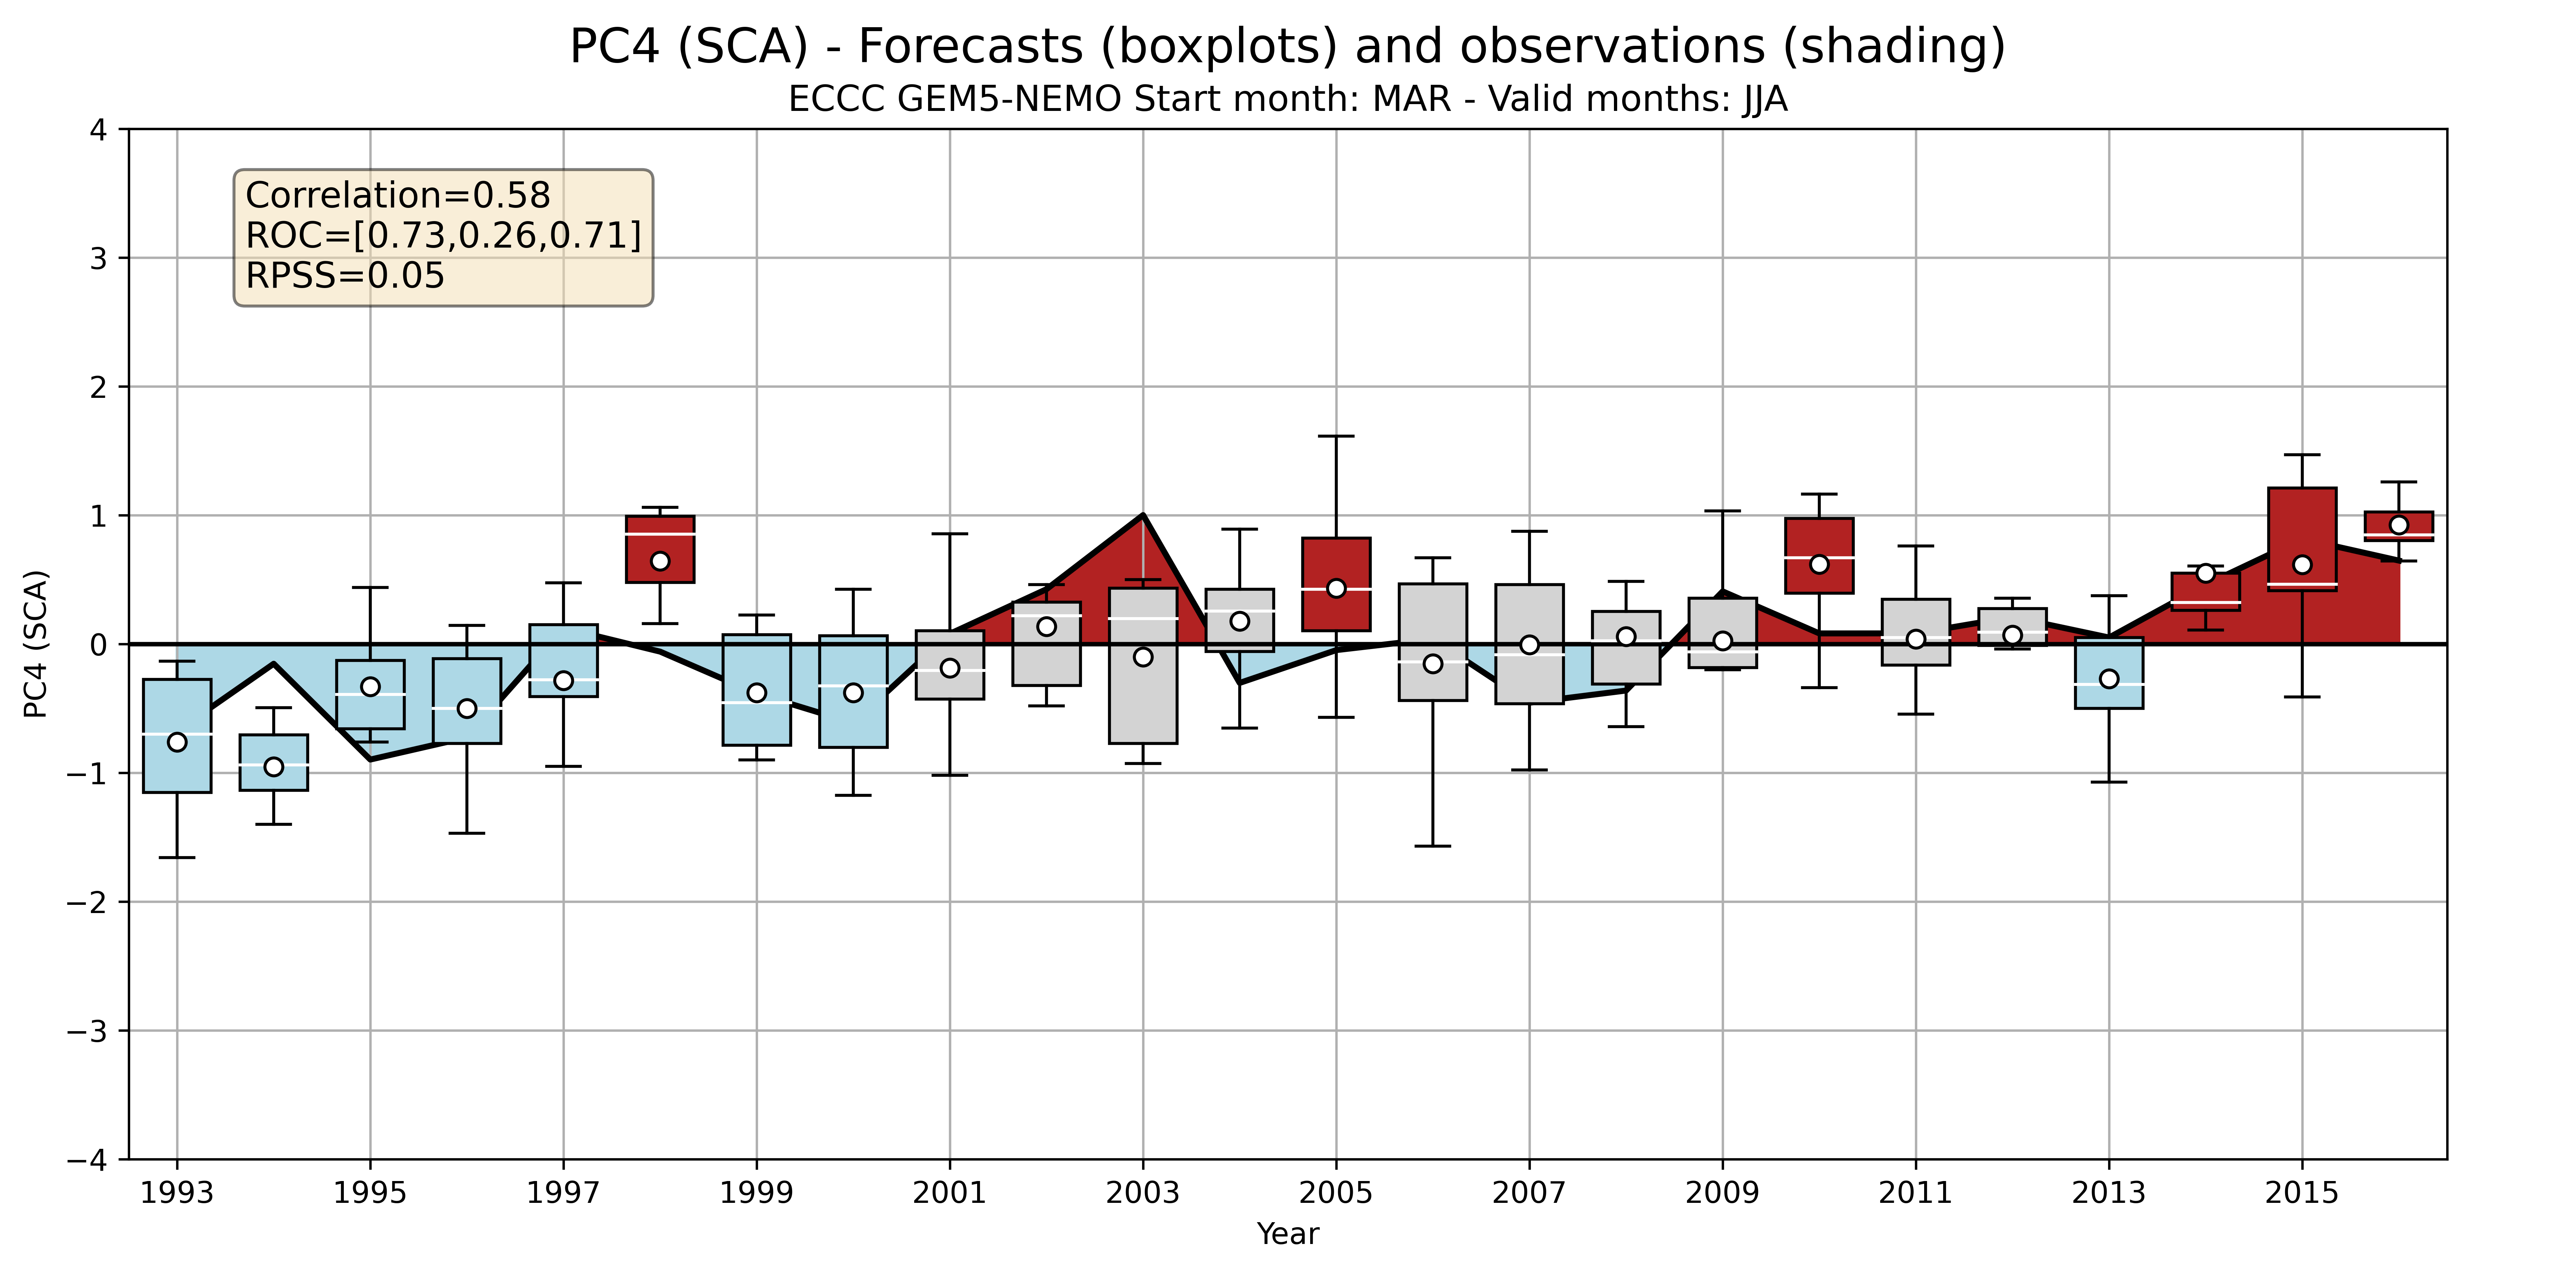 PC4 (SCA) - Forecasts (boxplots) and observations (shading)
ECCC GEM5-NEMO Start month: MAR - Valid months: JJA
Correlation=0.58
ROC=[0.73,0.26,0.71]
RPSS=0.05
PC4 (SCA)
4
3
2
1
0
−1
−2
−3
−4
1993 1995 1997 1999 2001 2003 2005 2007 2009 2011 2013 2015
Year